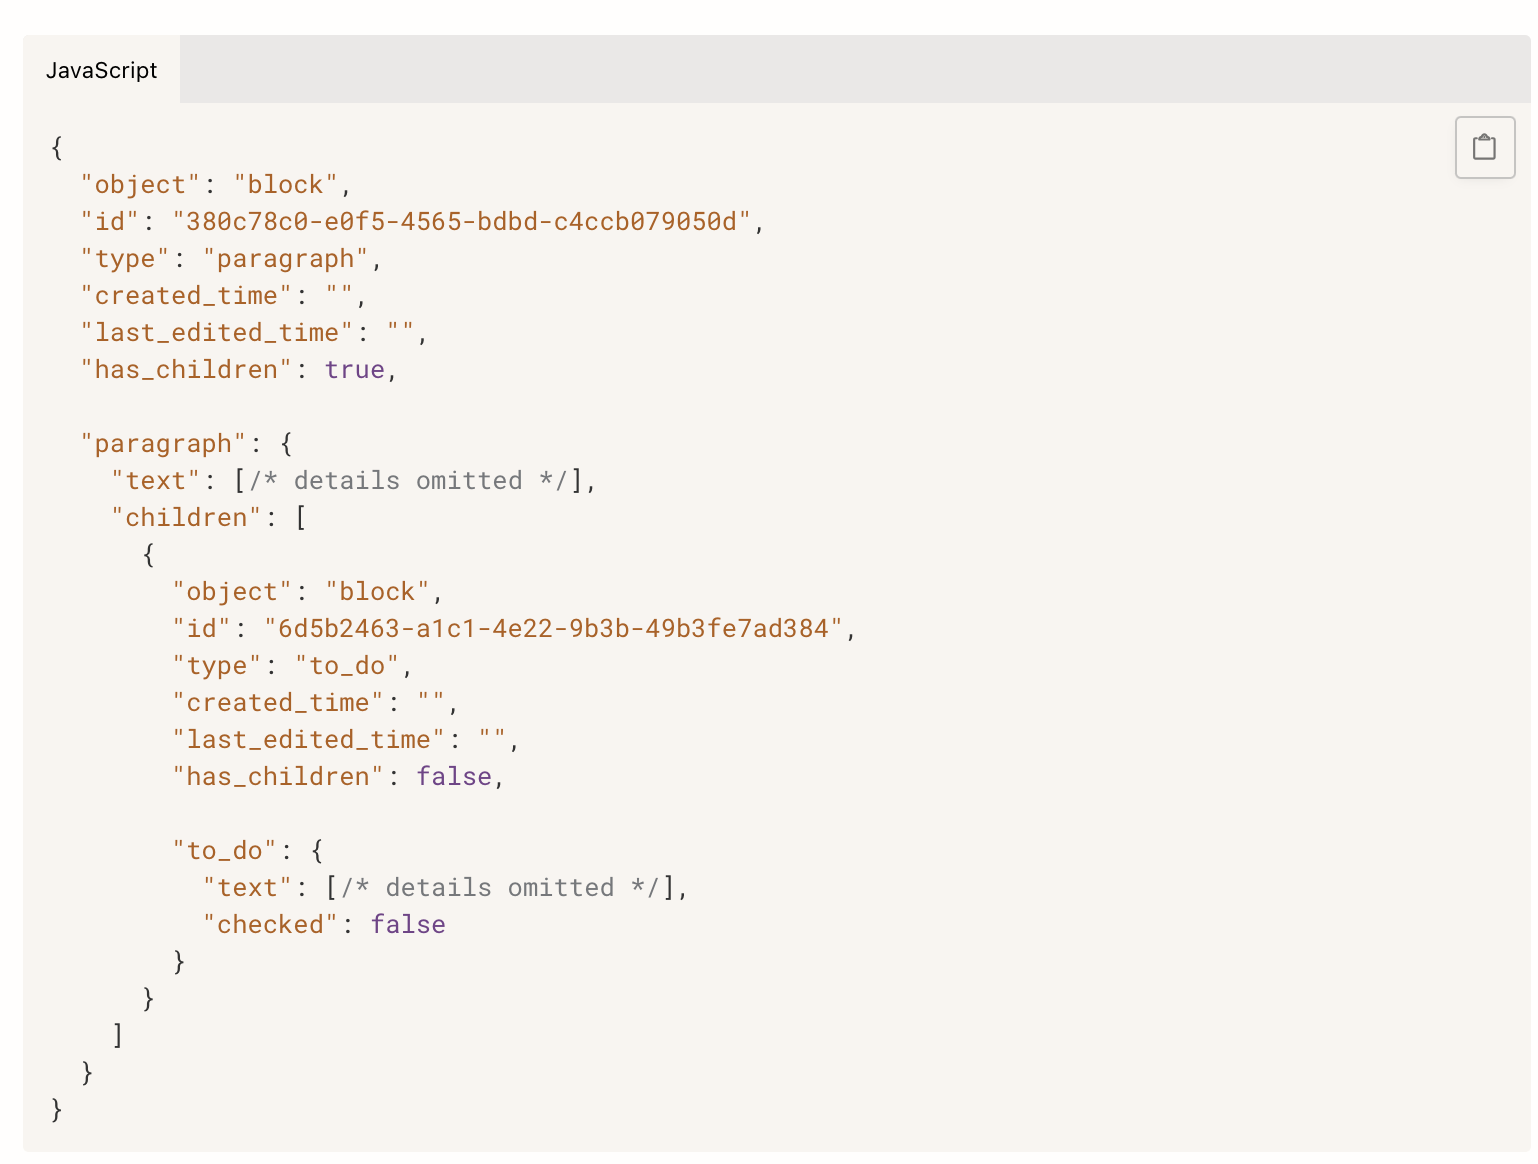 JavaScript
{
  "object": "block",
  "id": "380c78c0-e0f5-4565-bdbd-c4ccb079050d",
  "type": "paragraph",
  "created_time": "",
  "last_edited_time": "",
  "has_children": true,

  "paragraph": {
    "text": [/* details omitted */],
    "children": [
      {
        "object": "block",
        "id": "6d5b2463-a1c1-4e22-9b3b-49b3fe7ad384",
        "type": "to_do",
        "created_time": "",
        "last_edited_time": "",
        "has_children": false,

        "to_do": {
          "text": [/* details omitted */],
          "checked": false
        }
      }
    ]
  }
}